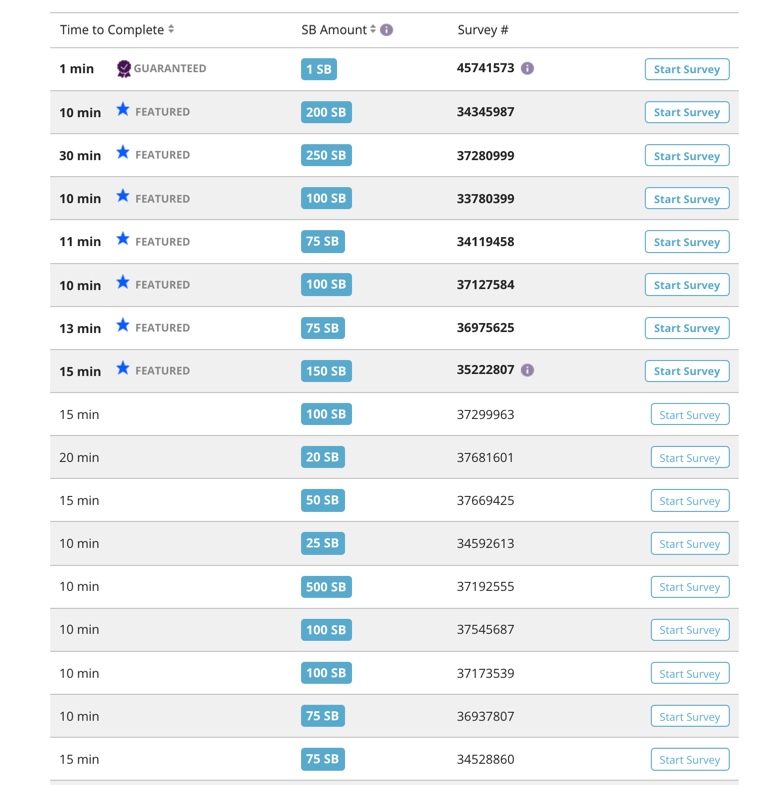 Time to Complete SB Amount Survey #
1 min GUARANTEED 1 SB 45741573 Start Survey
10 min FEATURED 200 SB 34345987 Start Survey
30 min FEATURED 250 SB 37280999 Start Survey
10 min FEATURED 100 SB 33780399 Start Survey
11 min FEATURED 75 SB 34119458 Start Survey
10 min FEATURED 100 SB 37127584 Start Survey
13 min FEATURED 75 SB 36975625 Start Survey
15 min FEATURED 150 SB 35222807 Start Survey
15 min 100 SB 37299963 Start Survey
20 min 20 SB 37681601 Start Survey
15 min 50 SB 37669425 Start Survey
10 min 25 SB 34592613 Start Survey
10 min 500 SB 37192555 Start Survey
10 min 100 SB 37545687 Start Survey
10 min 100 SB 37173539 Start Survey
10 min 75 SB 36937807 Start Survey
15 min 75 SB 34528860 Start Survey